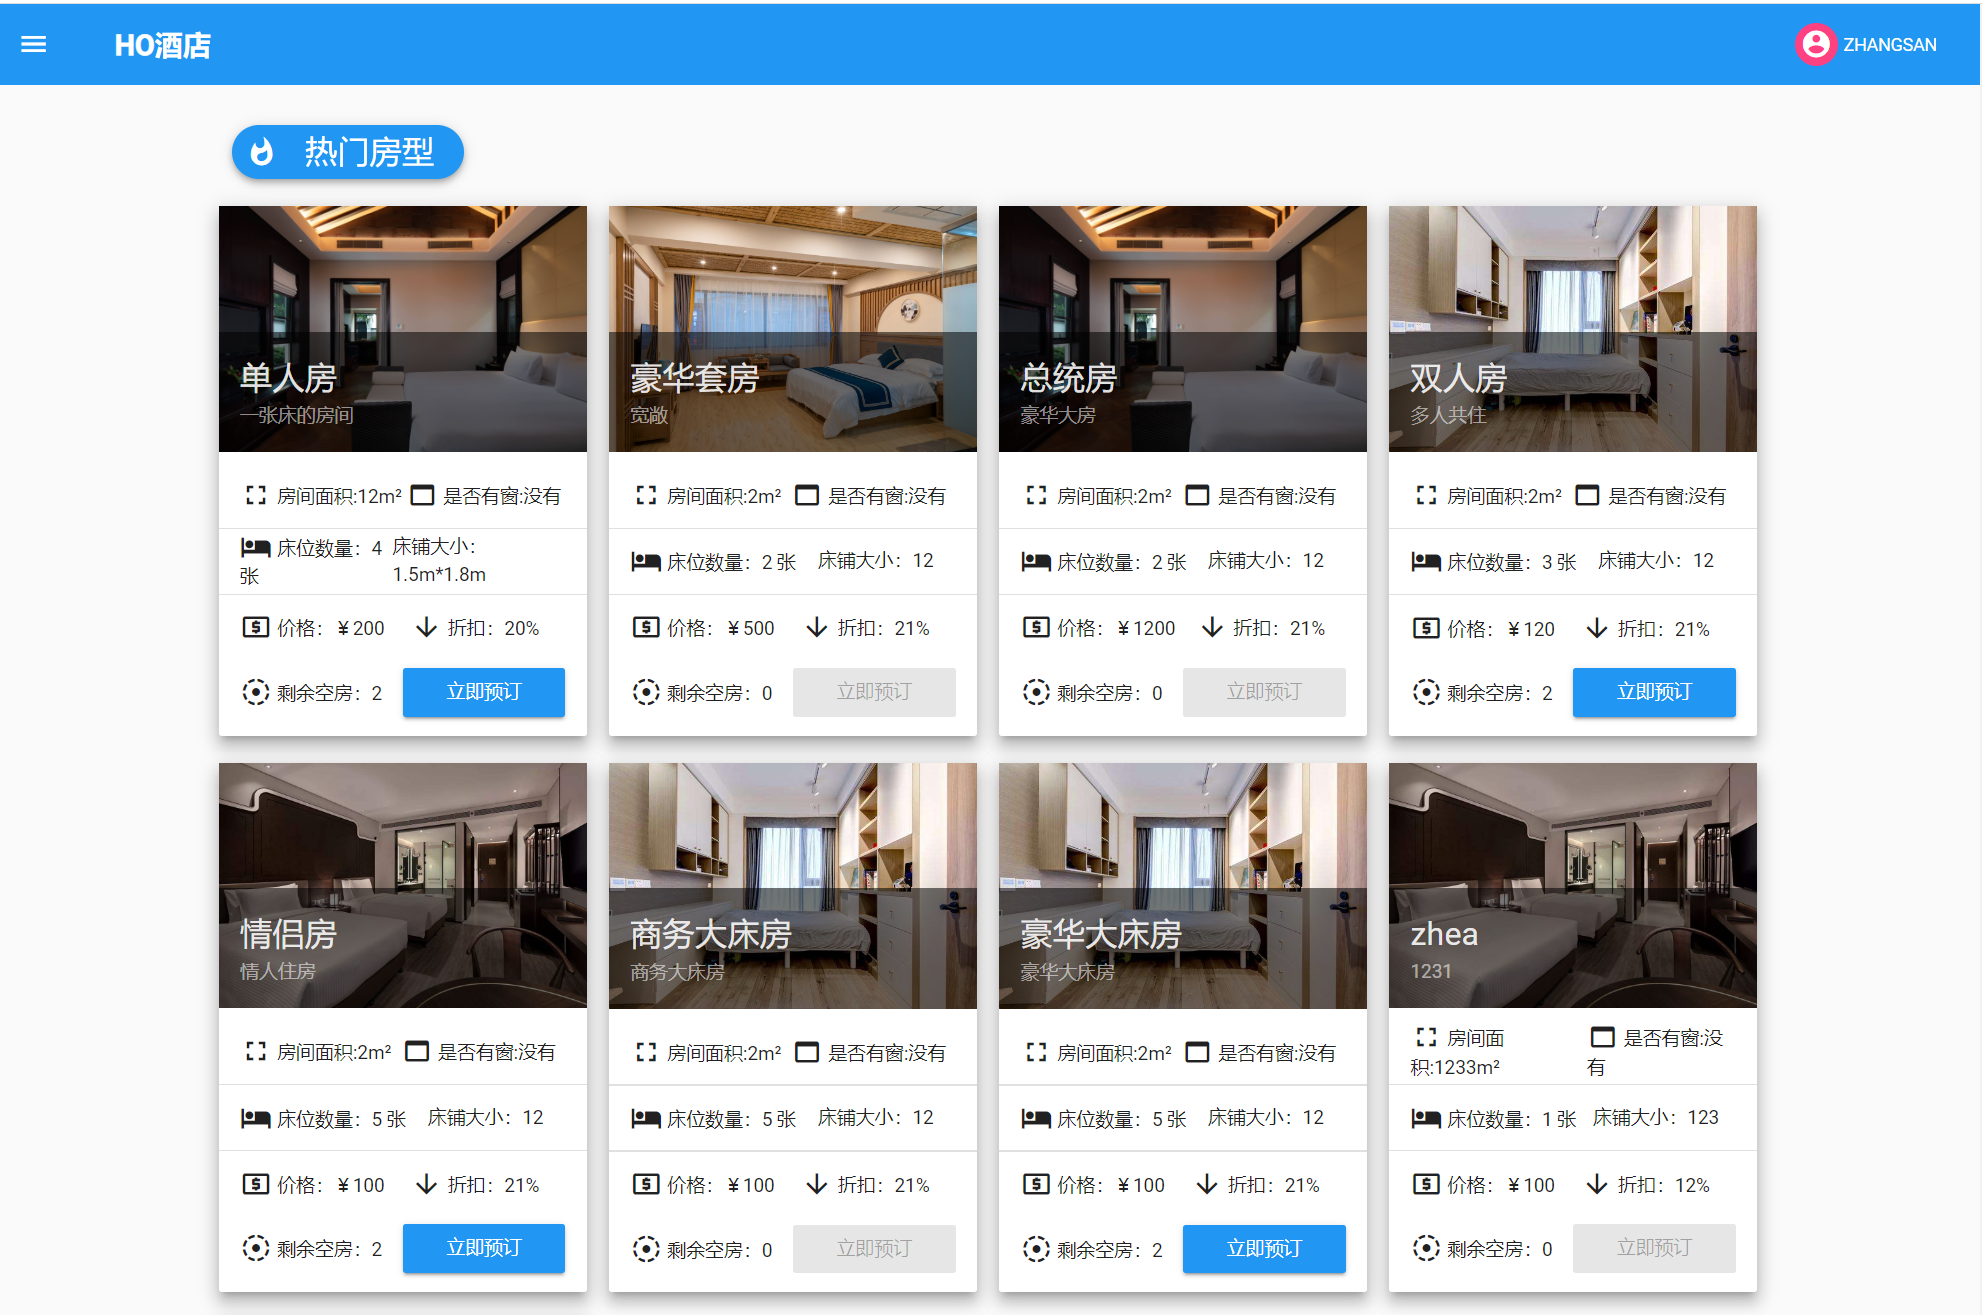 HO酒店
ZHANGSAN
热门房型
单人房
一张床的房间
房间面积:12m² 是否有窗:没有
床位数量：4
张
床铺大小：
1.5m*1.8m
价格：￥200 折扣：20%
剩余空房：2 立即预订
豪华套房
宽敞
房间面积:2m² 是否有窗:没有
床位数量：2 张 床铺大小：12
价格：￥500 折扣：21%
剩余空房：0 立即预订
总统房
豪华大房
房间面积:2m² 是否有窗:没有
床位数量：2 张 床铺大小：12
价格：￥1200 折扣：21%
剩余空房：0 立即预订
双人房
多人共住
房间面积:2m² 是否有窗:没有
床位数量：3 张 床铺大小：12
价格：￥120 折扣：21%
剩余空房：2 立即预订
情侣房
情人住房
房间面积:2m² 是否有窗:没有
床位数量：5 张 床铺大小：12
价格：￥100 折扣：21%
剩余空房：2 立即预订
商务大床房
商务大床房
房间面积:2m² 是否有窗:没有
床位数量：5 张 床铺大小：12
价格：￥100 折扣：21%
剩余空房：0 立即预订
豪华大床房
豪华大床房
房间面积:2m² 是否有窗:没有
床位数量：5 张 床铺大小：12
价格：￥100 折扣：21%
剩余空房：2 立即预订
zhea
1231
房间面
积:1233m²
是否有窗:没
有
床位数量：1 张 床铺大小：123
价格：￥100 折扣：12%
剩余空房：0 立即预订